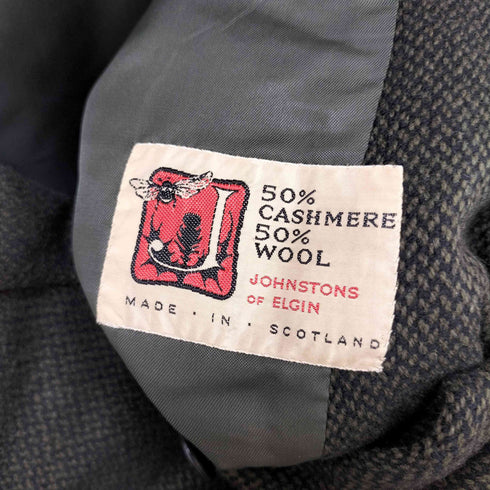 J
50%
CASHMERE
50%
WOOL
JOHNSTONS
OF ELGIN
MADE · IN · SCOTLAND